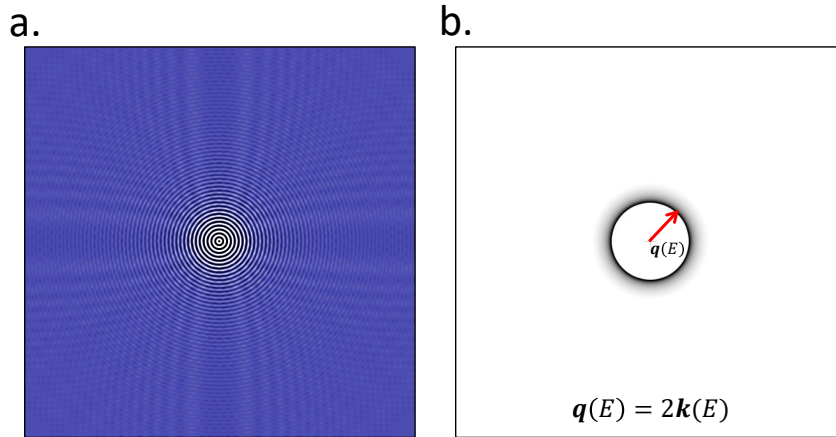 a.
b.
q(E)
q(E) = 2k(E)